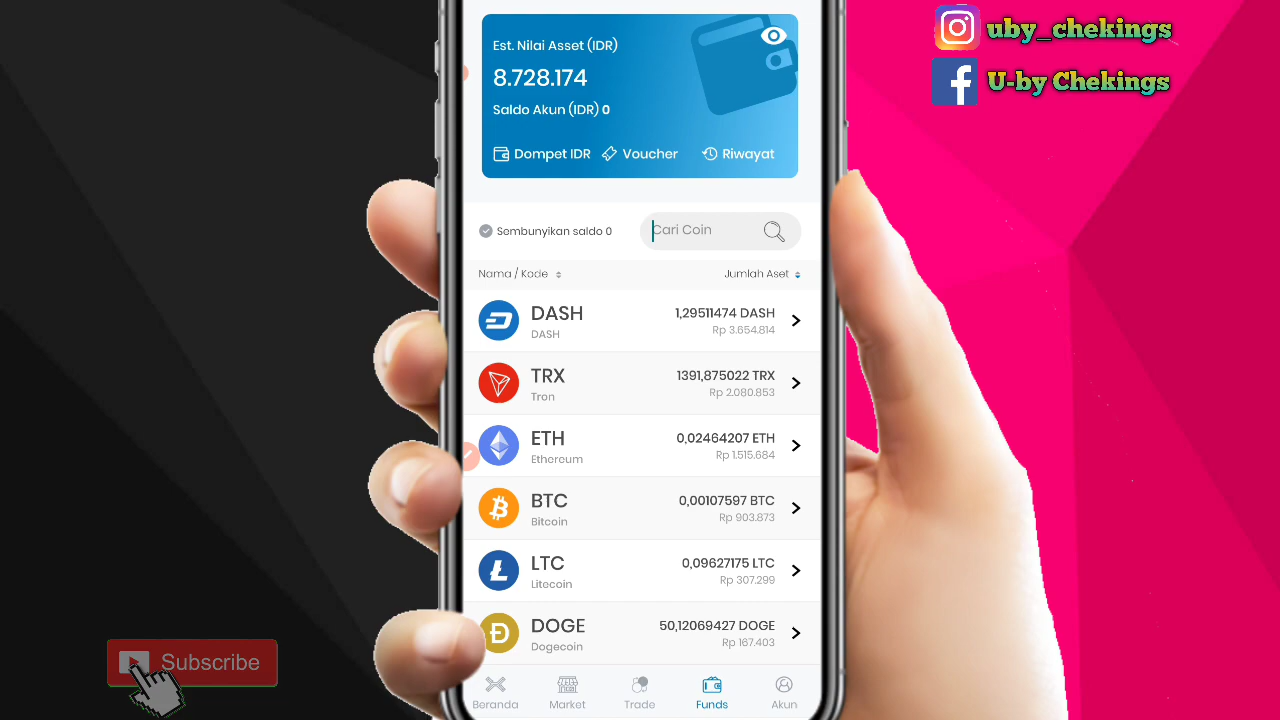 uby_chekings
U-by Chekings
Est. Nilai Asset (IDR)
8.728.174
Saldo Akun (IDR) 0
Dompet IDR Voucher Riwayat
Sembunyikan saldo 0 Cari Coin
Nama / Kode Jumlah Aset
DASH 1,29511474 DASH
DASH Rp 3.654.814
TRX 1391,875022 TRX
Tron Rp 2.080.853
ETH 0,02464207 ETH
Ethereum Rp 1.515.684
BTC 0,00107597 BTC
Bitcoin Rp 903.873
LTC 0,09627175 LTC
Litecoin Rp 307.299
DOGE 50,12069427 DOGE
Dogecoin Rp 167.403
Beranda Market Trade Funds Akun
Subscribe